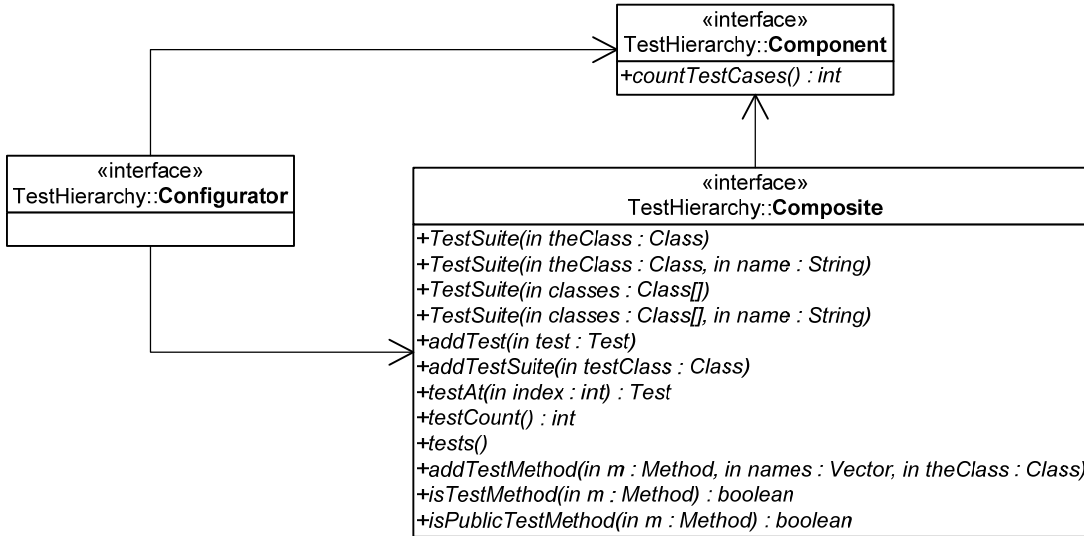 «interface»
TestHierarchy::Component
+countTestCases() : int
«interface»
TestHierarchy::Configurator
«interface»
TestHierarchy::Composite
+TestSuite(in theClass : Class)
+TestSuite(in theClass : Class, in name : String)
+TestSuite(in classes : Class[])
+TestSuite(in classes : Class[], in name : String)
+addTest(in test : Test)
+addTestSuite(in testClass : Class)
+testAt(in index : int) : Test
+testCount() : int
+tests()
+addTestMethod(in m : Method, in names : Vector, in theClass : Class)
+isTestMethod(in m : Method) : boolean
+isPublicTestMethod(in m : Method) : boolean